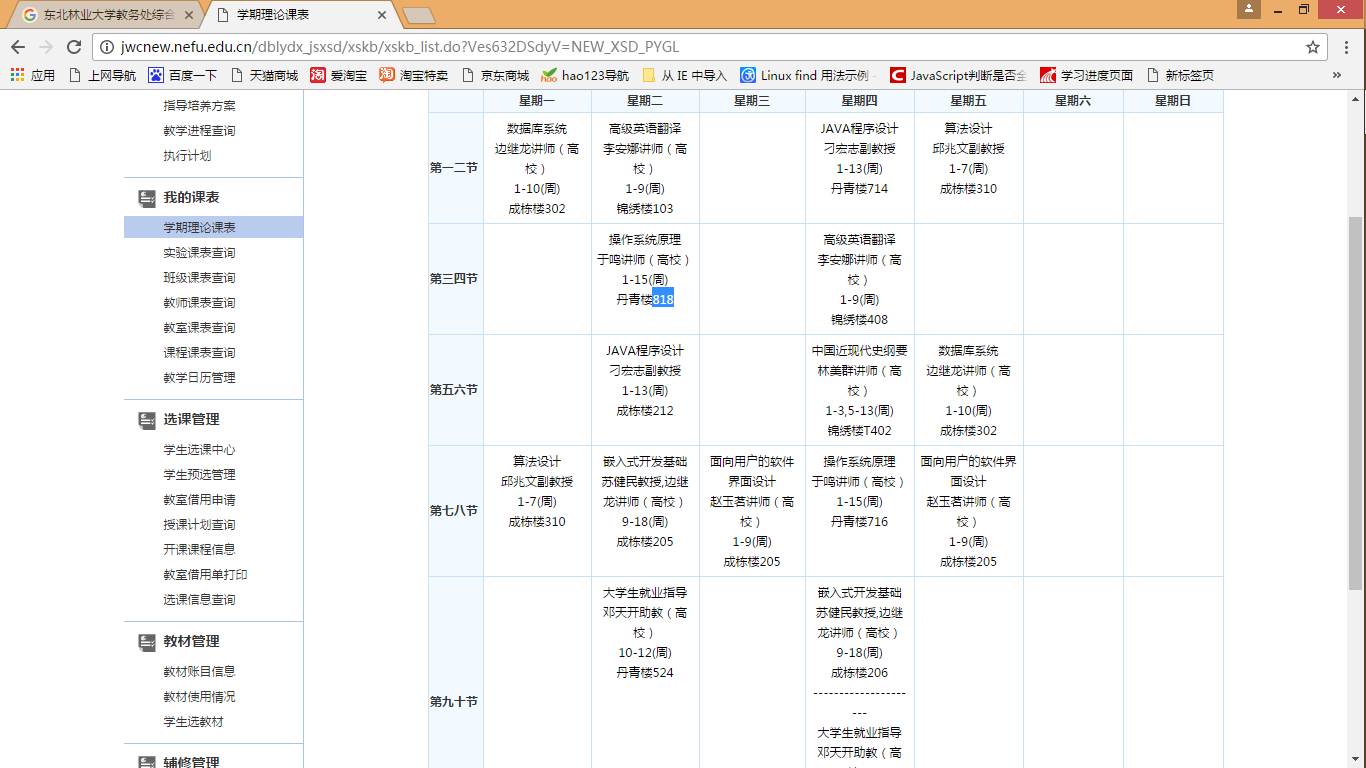 东北林业大学教务处综合
学期理论课表
jwcnew.nefu.edu.cn/dblydx_jsxsd/xskb/xskb_list.do?Ves632DSdyV=NEW_XSD_PYGL
应用 上网导航 百度一下 天猫商城 爱淘宝 淘宝特卖 京东商城 hao123导航 从 IE 中导入 Linux find 用法示例 - JavaScript判断是否全 学习进度页面 新标签页 »
指导培养方案
教学进程查询
执行计划
我的课表
学期理论课表
实验课表查询
班级课表查询
教师课表查询
教室课表查询
课程课表查询
教学日历管理
选课管理
学生选课中心
学生预选管理
教室借用申请
授课计划查询
开课课程信息
教室借用单打印
选课信息查询
教材管理
教材账目信息
教材使用情况
学生选教材
辅修管理
星期一 星期二 星期三 星期四 星期五 星期六 星期日
第一二节
数据库系统
边继龙讲师（高
校）
1-10(周)
成栋楼302
高级英语翻译
李安娜讲师（高
校）
1-9(周)
锦绣楼103
JAVA程序设计
刁宏志副教授
1-13(周)
丹青楼714
算法设计
邱兆文副教授
1-7(周)
成栋楼310
第三四节
操作系统原理
于鸣讲师（高校）
1-15(周)
丹青楼818
高级英语翻译
李安娜讲师（高
校）
1-9(周)
锦绣楼408
第五六节
JAVA程序设计
刁宏志副教授
1-13(周)
成栋楼212
中国近现代史纲要
林美群讲师（高
校）
1-3,5-13(周)
锦绣楼T402
数据库系统
边继龙讲师（高
校）
1-10(周)
成栋楼302
第七八节
算法设计
邱兆文副教授
1-7(周)
成栋楼310
嵌入式开发基础
苏健民教授,边继
龙讲师（高校）
9-18(周)
成栋楼205
面向用户的软件
界面设计
赵玉茗讲师（高
校）
1-9(周)
成栋楼205
操作系统原理
于鸣讲师（高校）
1-15(周)
丹青楼716
面向用户的软件界
面设计
赵玉茗讲师（高
校）
1-9(周)
成栋楼205
第九十节
大学生就业指导
邓天开助教（高
校）
10-12(周)
丹青楼524
嵌入式开发基础
苏健民教授,边继
龙讲师（高校）
9-18(周)
成栋楼206
-------------------
---
大学生就业指导
邓天开助教（高